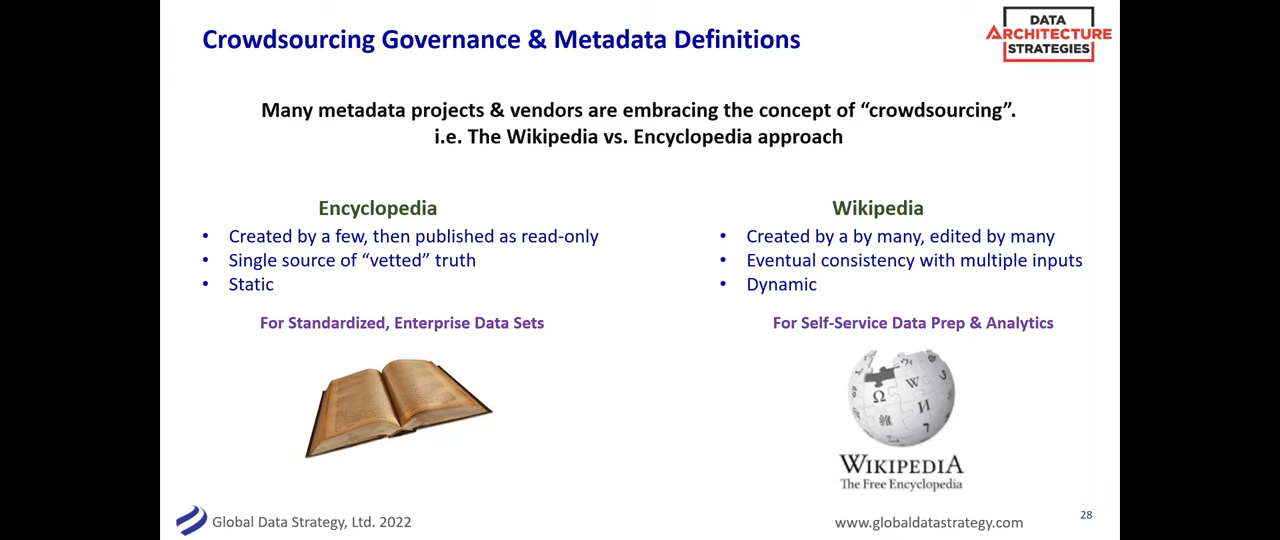 Crowdsourcing Governance & Metadata Definitions
DATA
ARCHITECTURE
STRATEGIES
Many metadata projects & vendors are embracing the concept of “crowdsourcing”.
i.e. The Wikipedia vs. Encyclopedia approach
Encyclopedia
• Created by a few, then published as read-only
• Single source of “vetted” truth
• Static
For Standardized, Enterprise Data Sets
Wikipedia
• Created by a by many, edited by many
• Eventual consistency with multiple inputs
• Dynamic
For Self-Service Data Prep & Analytics
Ω W И
WIKIPEDIA
The Free Encyclopedia
Global Data Strategy, Ltd. 2022
www.globaldatastrategy.com
28